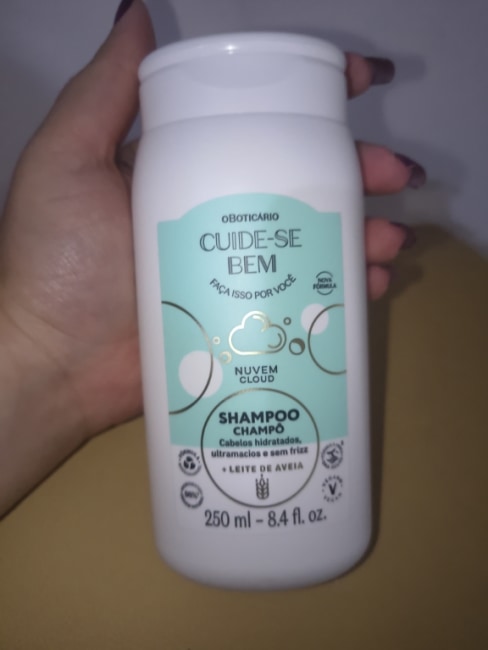 oBOTICÁRIO
CUIDE-SE
BEM
FAÇA ISSO POR VOCÊ
NOVA
FÓRMULA
NUVEM
CLOUD
SHAMPOO
CHAMPÔ
Cabelos hidratados,
ultramacios e sem frizz
+ LEITE DE AVEIA
250 ml - 8.4 fl. oz.